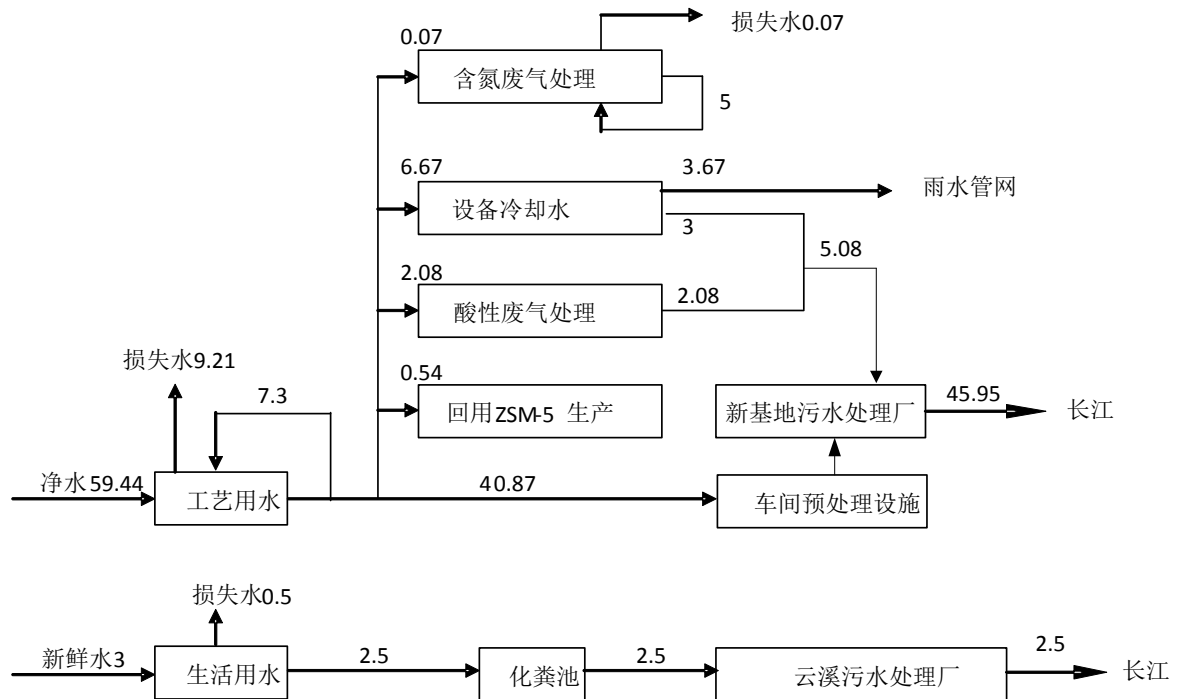 损失水0.07
0.07
含氮废气处理
5
6.67
3.67
雨水管网
设备冷却水
3
5.08
2.08
2.08
酸性废气处理
损失水9.21
0.54
7.3
回用ZSM-5 生产
新基地污水处理厂
45.95
长江
净水59.44
工艺用水
40.87
车间预处理设施
损失水0.5
新鲜水3
生活用水
2.5
化粪池
2.5
云溪污水处理厂
2.5
长江